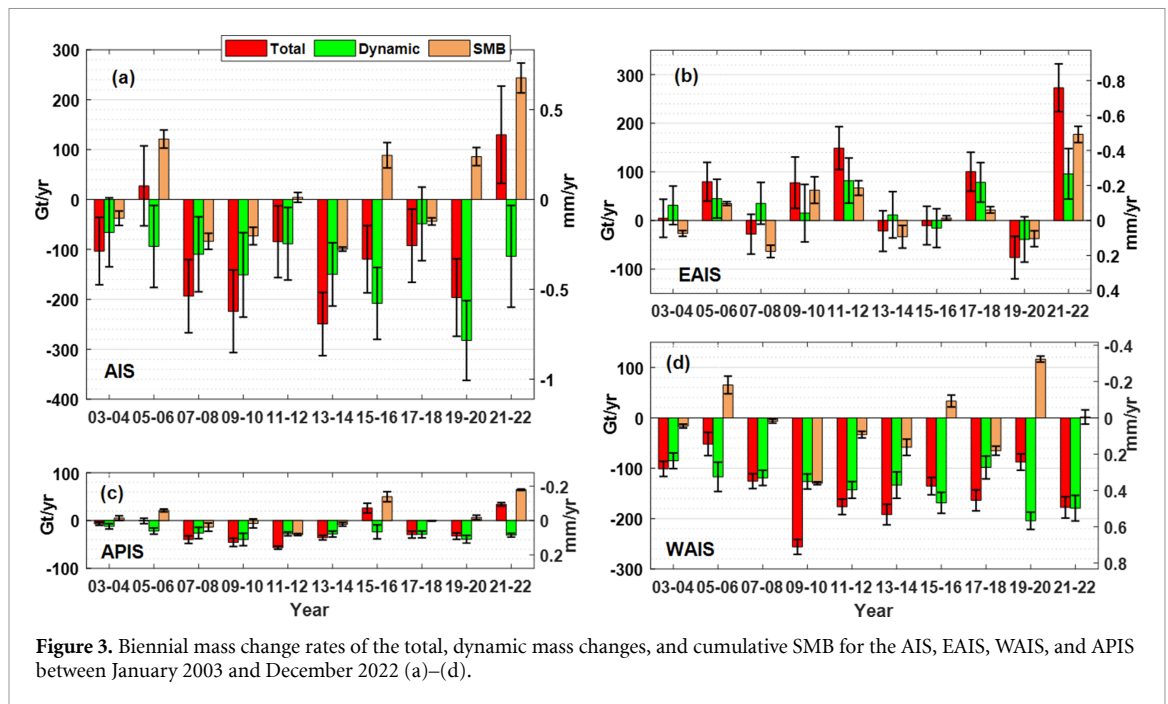 Total Dynamic SMB
(a)
300
200
100
0
-100
-200
-300
-400
Gt/yr
0.5
0
-0.5
-1
mm/yr
AIS
03-04 05-06 07-08 09-10 11-12 13-14 15-16 17-18 19-20 21-22
(b)
300
200
100
0
-100
Gt/yr
-0.8
-0.6
-0.4
-0.2
0
0.2
0.4
mm/yr
EAIS
03-04 05-06 07-08 09-10 11-12 13-14 15-16 17-18 19-20 21-22
(c)
100
50
0
-50
-100
Gt/yr
-0.2
0
0.2
mm/yr
APIS
03-04 05-06 07-08 09-10 11-12 13-14 15-16 17-18 19-20 21-22
Year
(d)
100
0
-100
-200
-300
Gt/yr
-0.4
-0.2
0
0.2
0.4
0.6
0.8
mm/yr
WAIS
03-04 05-06 07-08 09-10 11-12 13-14 15-16 17-18 19-20 21-22
Year
Figure 3. Biennial mass change rates of the total, dynamic mass changes, and cumulative SMB for the AIS, EAIS, WAIS, and APIS
between January 2003 and December 2022 (a)–(d).